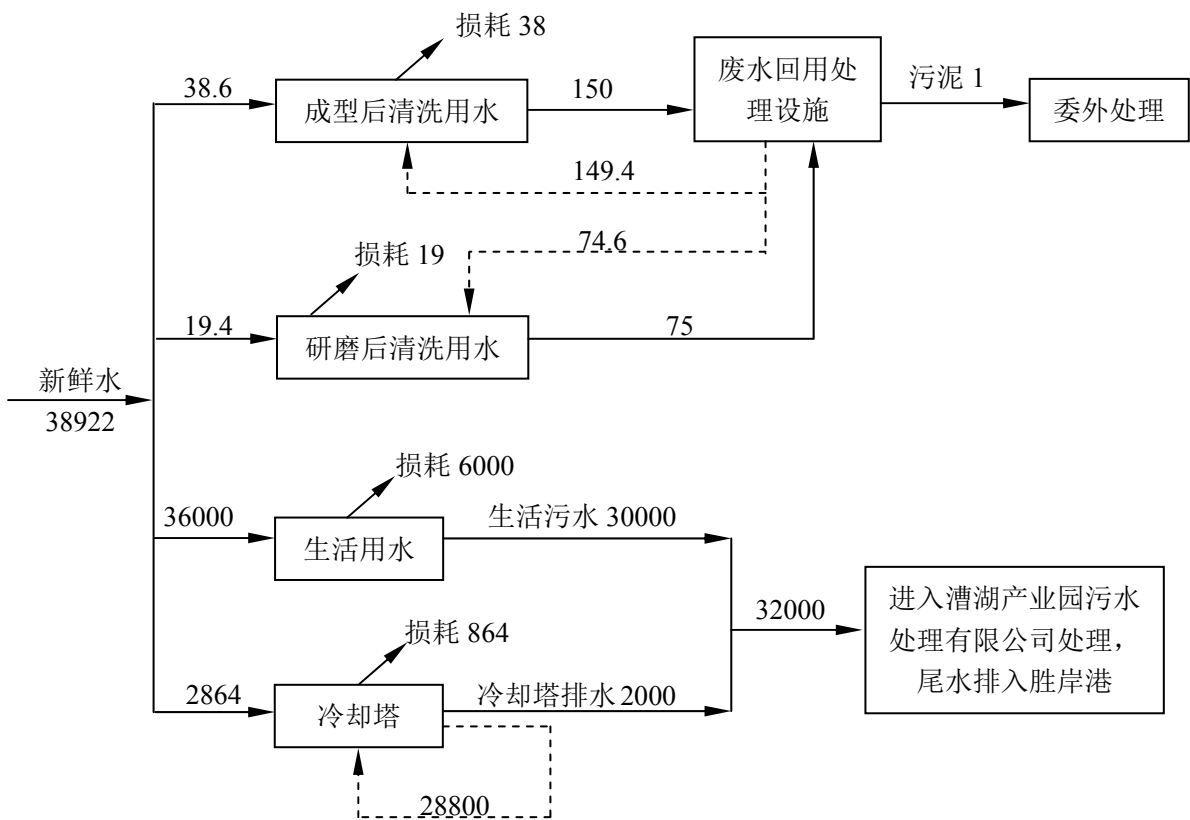 损耗 38
38.6
成型后清洗用水
150
废水回用处
理设施
污泥 1
委外处理
149.4
74.6
损耗 19
19.4
研磨后清洗用水
75
新鲜水
38922
损耗 6000
36000
生活用水
生活污水 30000
32000
进入漕湖产业园污水
处理有限公司处理，
尾水排入胜岸港
损耗 864
2864
冷却塔
冷却塔排水 2000
28800